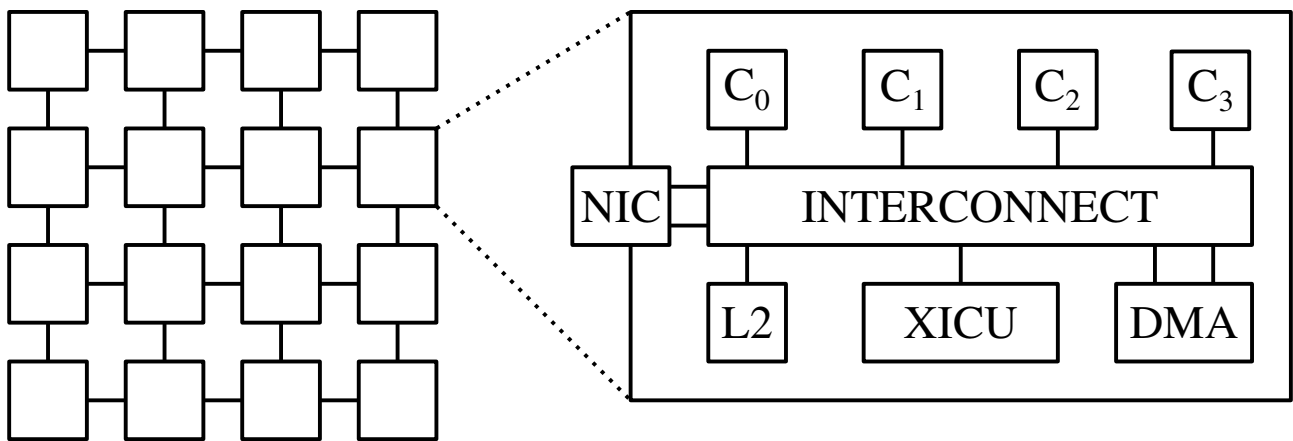 C₀ C₁ C₂ C₃
NIC INTERCONNECT
L2 XICU DMA